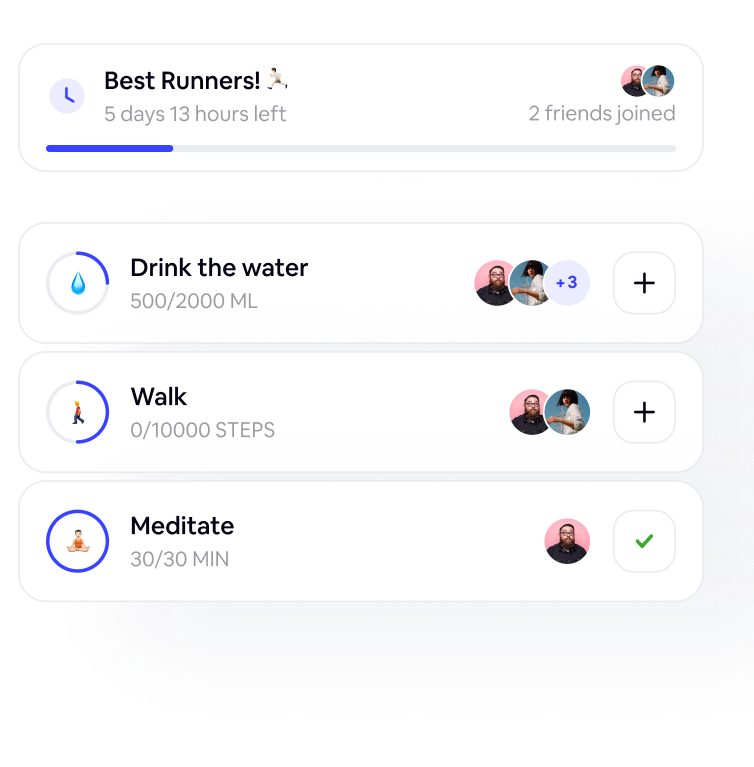 Best Runners! 🏃🏻
5 days 13 hours left
2 friends joined
Drink the water
500/2000 ML
+3
Walk
0/10000 STEPS
Meditate
30/30 MIN